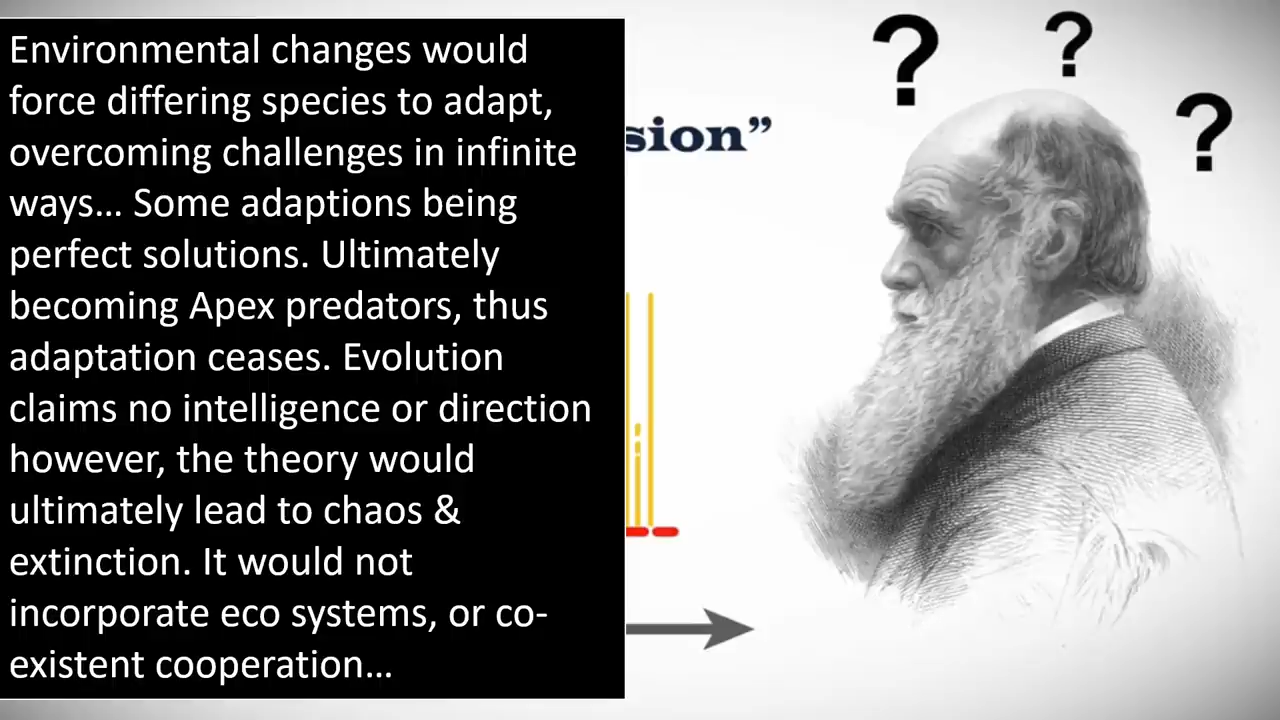 Environmental changes would
force differing species to adapt,
overcoming challenges in infinite
ways... Some adaptions being
perfect solutions. Ultimately
becoming Apex predators, thus
adaptation ceases. Evolution
claims no intelligence or direction
however, the theory would
ultimately lead to chaos &
extinction. It would not
incorporate eco systems, or co-
existent cooperation...
sion”
? ? ?